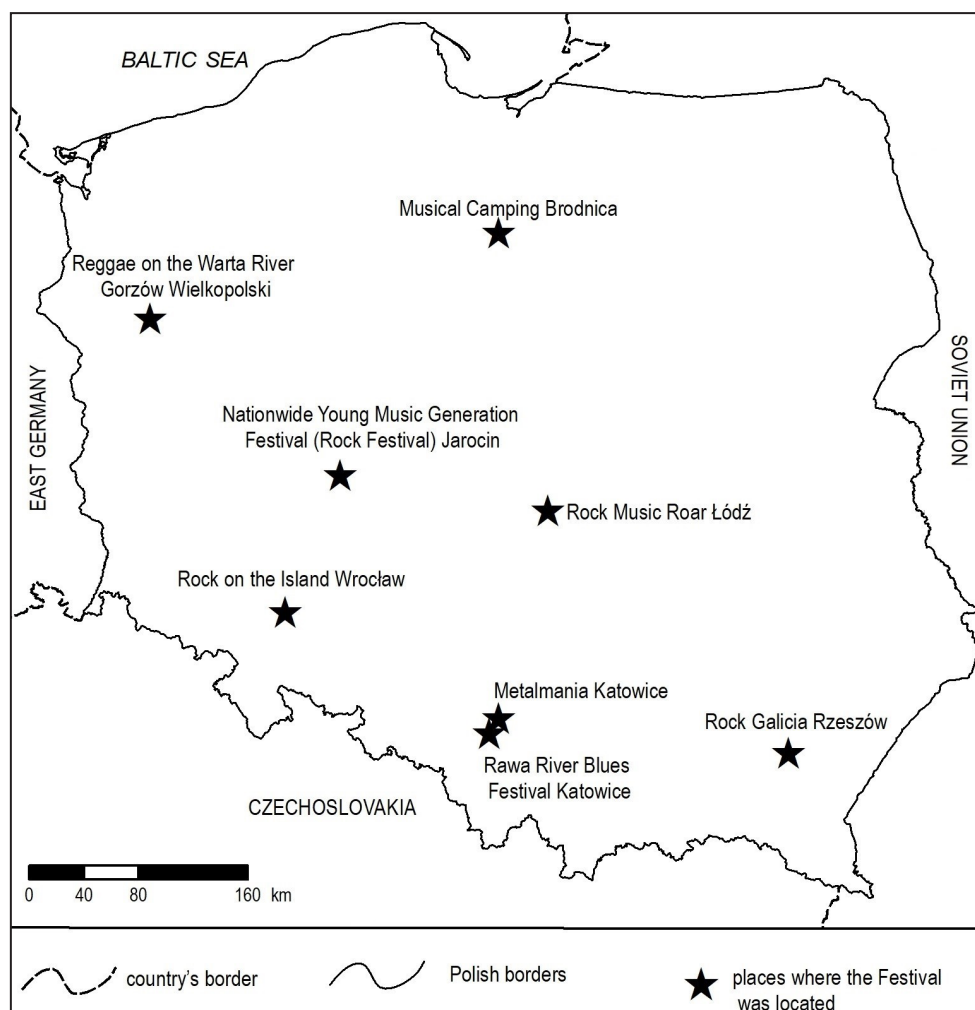 BALTIC SEA
Musical Camping Brodnica
Reggae on the Warta River
Gorzów Wielkopolski
SOVIET UNION
EAST GERMANY
Nationwide Young Music Generation
Festival (Rock Festival) Jarocin
Rock Music Roar Łódź
Rock on the Island Wrocław
Metalmania Katowice
Rock Galicia Rzeszów
Rawa River Blues
Festival Katowice
CZECHOSLOVAKIA
0 40 80 160 km
country's border
Polish borders
places where the Festival
was located